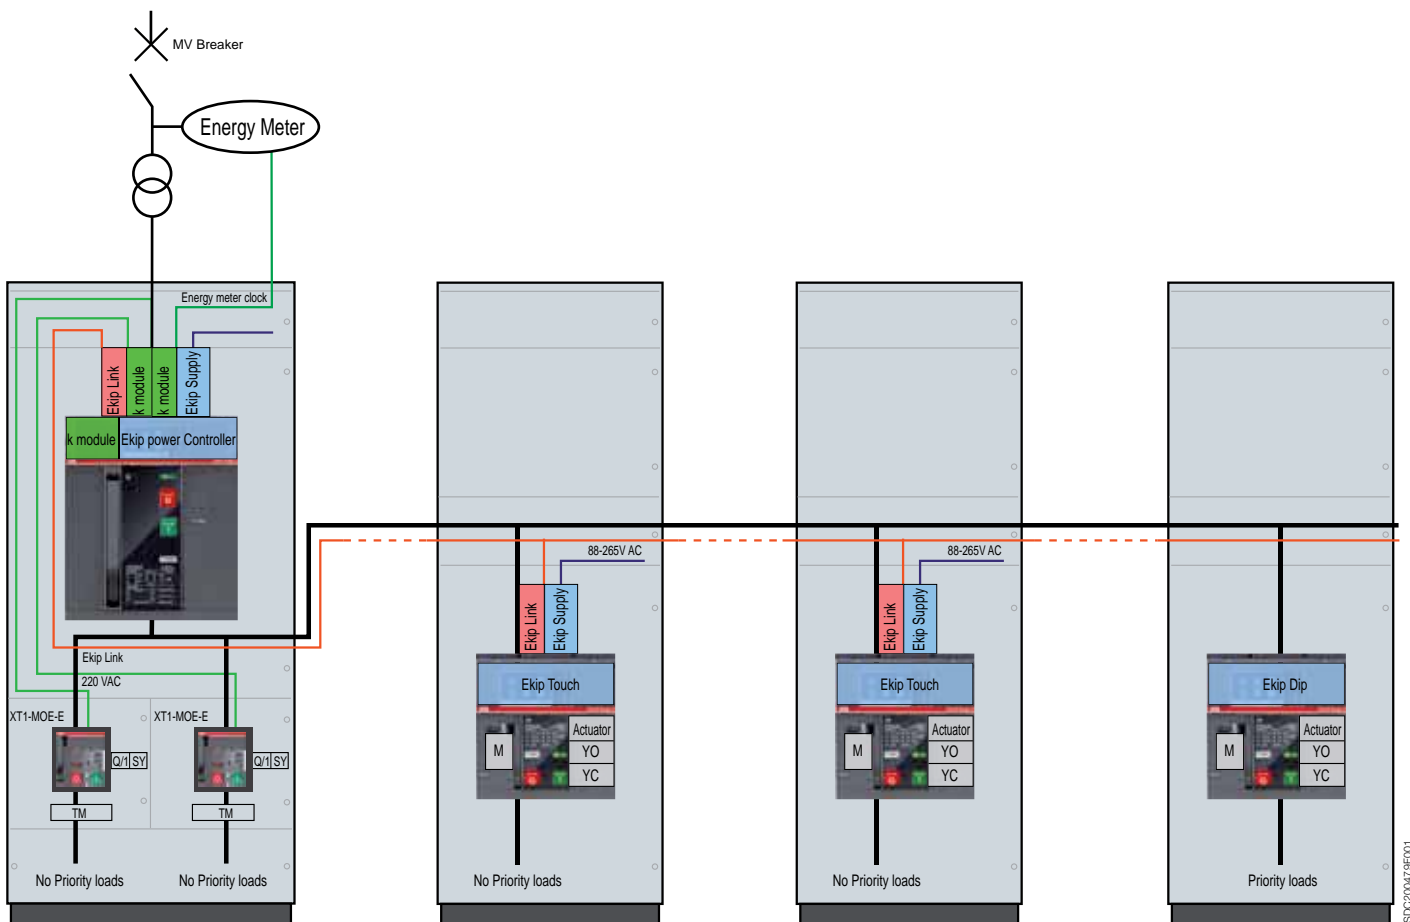 MV Breaker
Energy Meter
Energy meter clock
Ekip Link
k module
k module
Ekip Supply
k module
Ekip power Controller
Ekip Link
220 VAC
XT1-MOE-E
XT1-MOE-E
Q/1 SY
Q/1 SY
TM
TM
No Priority loads
No Priority loads
88-265V AC
Ekip Link
Ekip Supply
Ekip Touch
M
Actuator
YO
YC
No Priority loads
88-265V AC
Ekip Link
Ekip Supply
Ekip Touch
M
Actuator
YO
YC
No Priority loads
Ekip Dip
M
Actuator
YO
YC
Priority loads